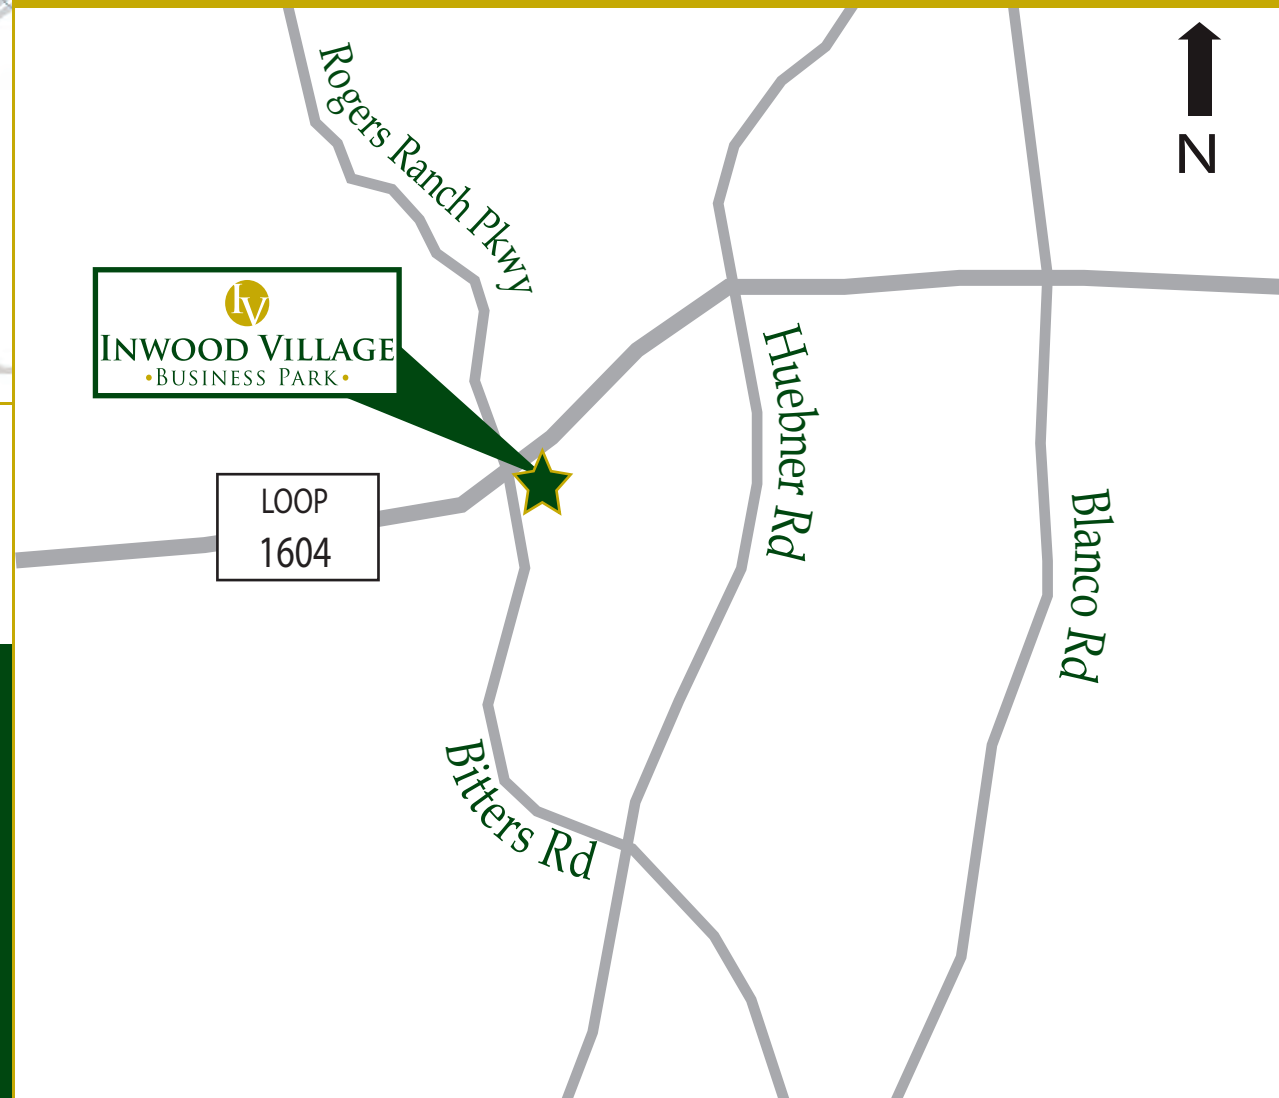 N
Rogers Ranch Pkwy
IV
INWOOD VILLAGE
•BUSINESS PARK•
Huebner Rd
LOOP
1604
Blanco Rd
Bitters Rd